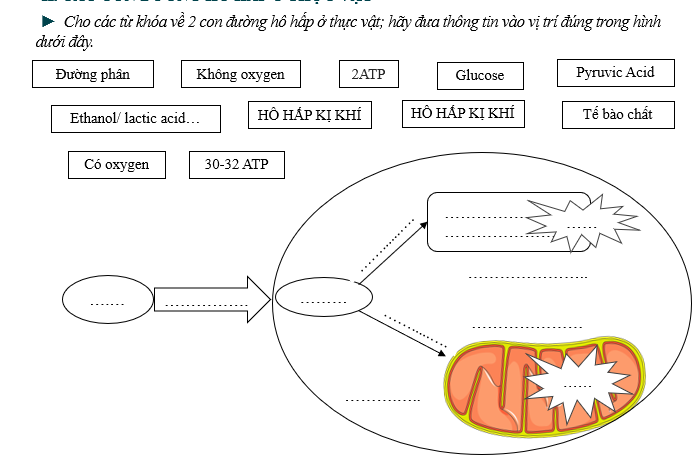 ► Cho các từ khóa về 2 con đường hô hấp ở thực vật; hãy đưa thông tin vào vị trí đúng trong hình
dưới đây.
Đường phân
Không oxygen
2ATP
Glucose
Pyruvic Acid
Ethanol/ lactic acid…
HÔ HẤP KỊ KHÍ
HÔ HẤP KỊ KHÍ
Tế bào chất
Có oxygen
30-32 ATP